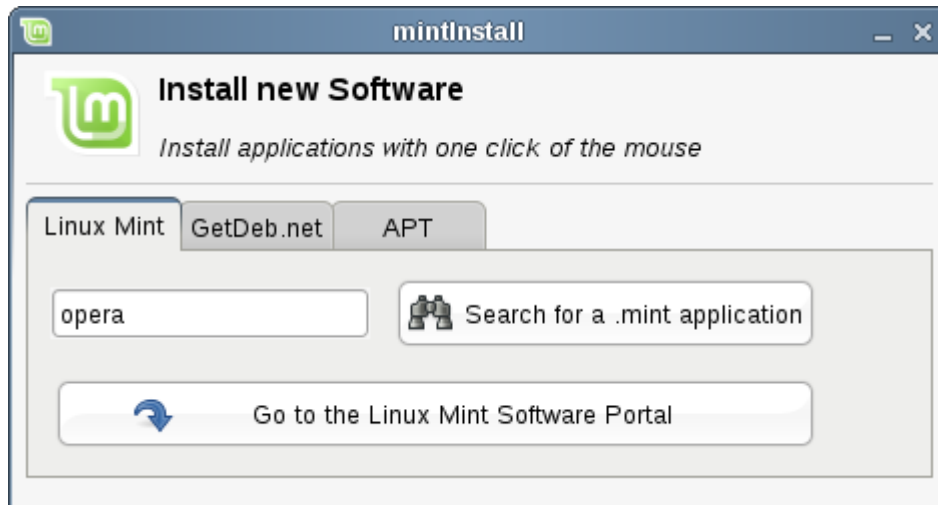 mintInstall
Install new Software
Install applications with one click of the mouse
Linux Mint GetDeb.net APT
opera Search for a .mint application
Go to the Linux Mint Software Portal